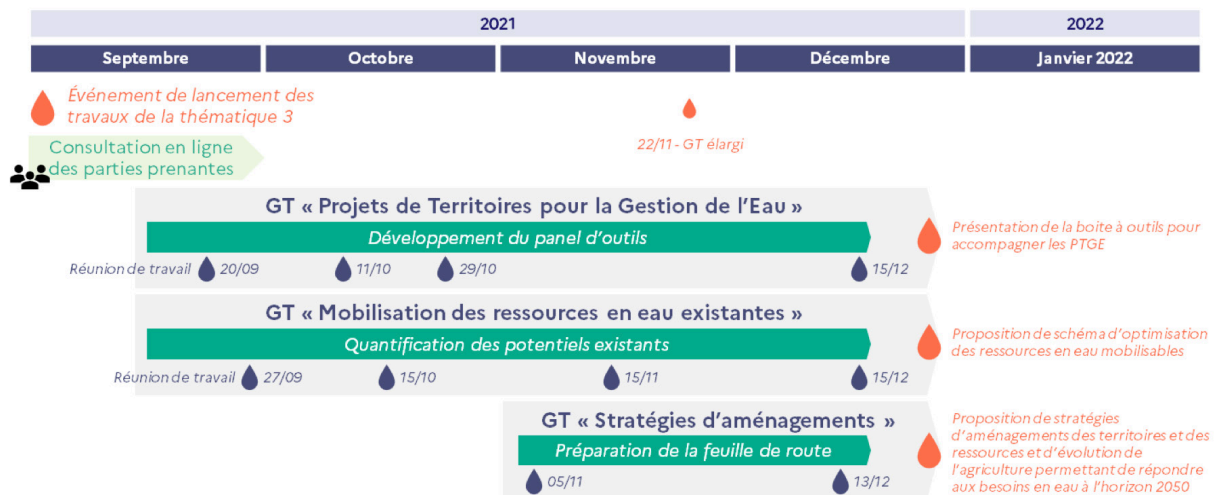 2021
2022
Septembre
Octobre
Novembre
Décembre
Janvier 2022
Événement de lancement des
travaux de la thématique 3
22/11 - GT élargi
Consultation en ligne
des parties prenantes
GT « Projets de Territoires pour la Gestion de l'Eau »
Développement du panel d'outils
Réunion de travail
20/09
11/10
29/10
15/12
Présentation de la boite à outils pour
accompagner les PTGE
GT « Mobilisation des ressources en eau existantes »
Quantification des potentiels existants
Réunion de travail
27/09
15/10
15/11
15/12
Proposition de schéma d'optimisation
des ressources en eau mobilisables
GT « Stratégies d'aménagements »
Préparation de la feuille de route
05/11
13/12
Proposition de stratégies
d'aménagements des territoires et des
ressources et d'évolution de
l'agriculture permettant de répondre
aux besoins en eau à l'horizon 2050